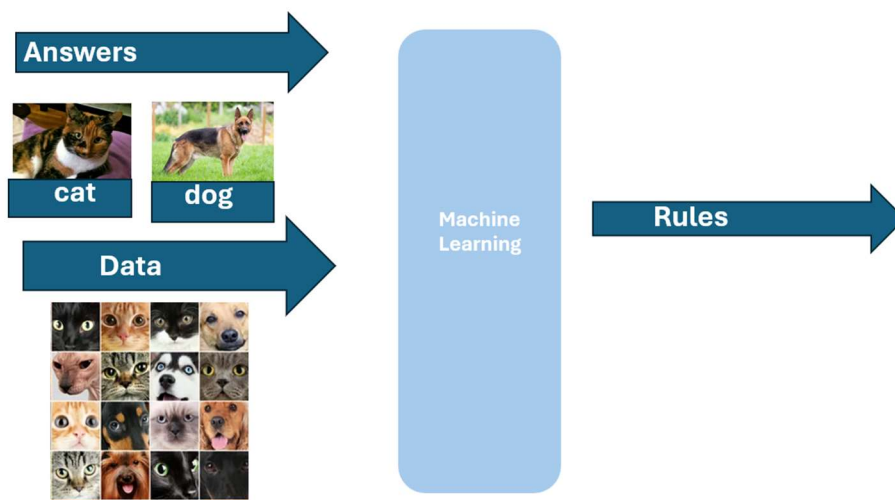 Answers
cat
dog
Data
Machine
Learning
Rules